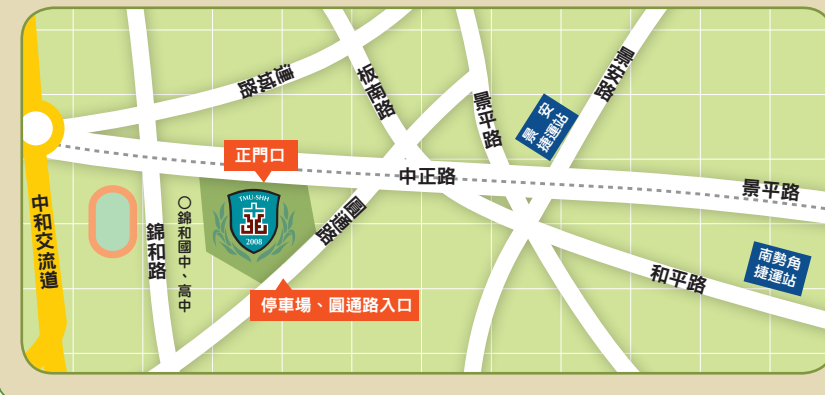 連城路
板南路
景平路
景安路
景安
捷運站
正門口
中正路
景平路
TMU-SHH
2008
中和交流道
錦和路
○錦和國中、高中
圓通路
停車場、圓通路入口
和平路
南勢角
捷運站